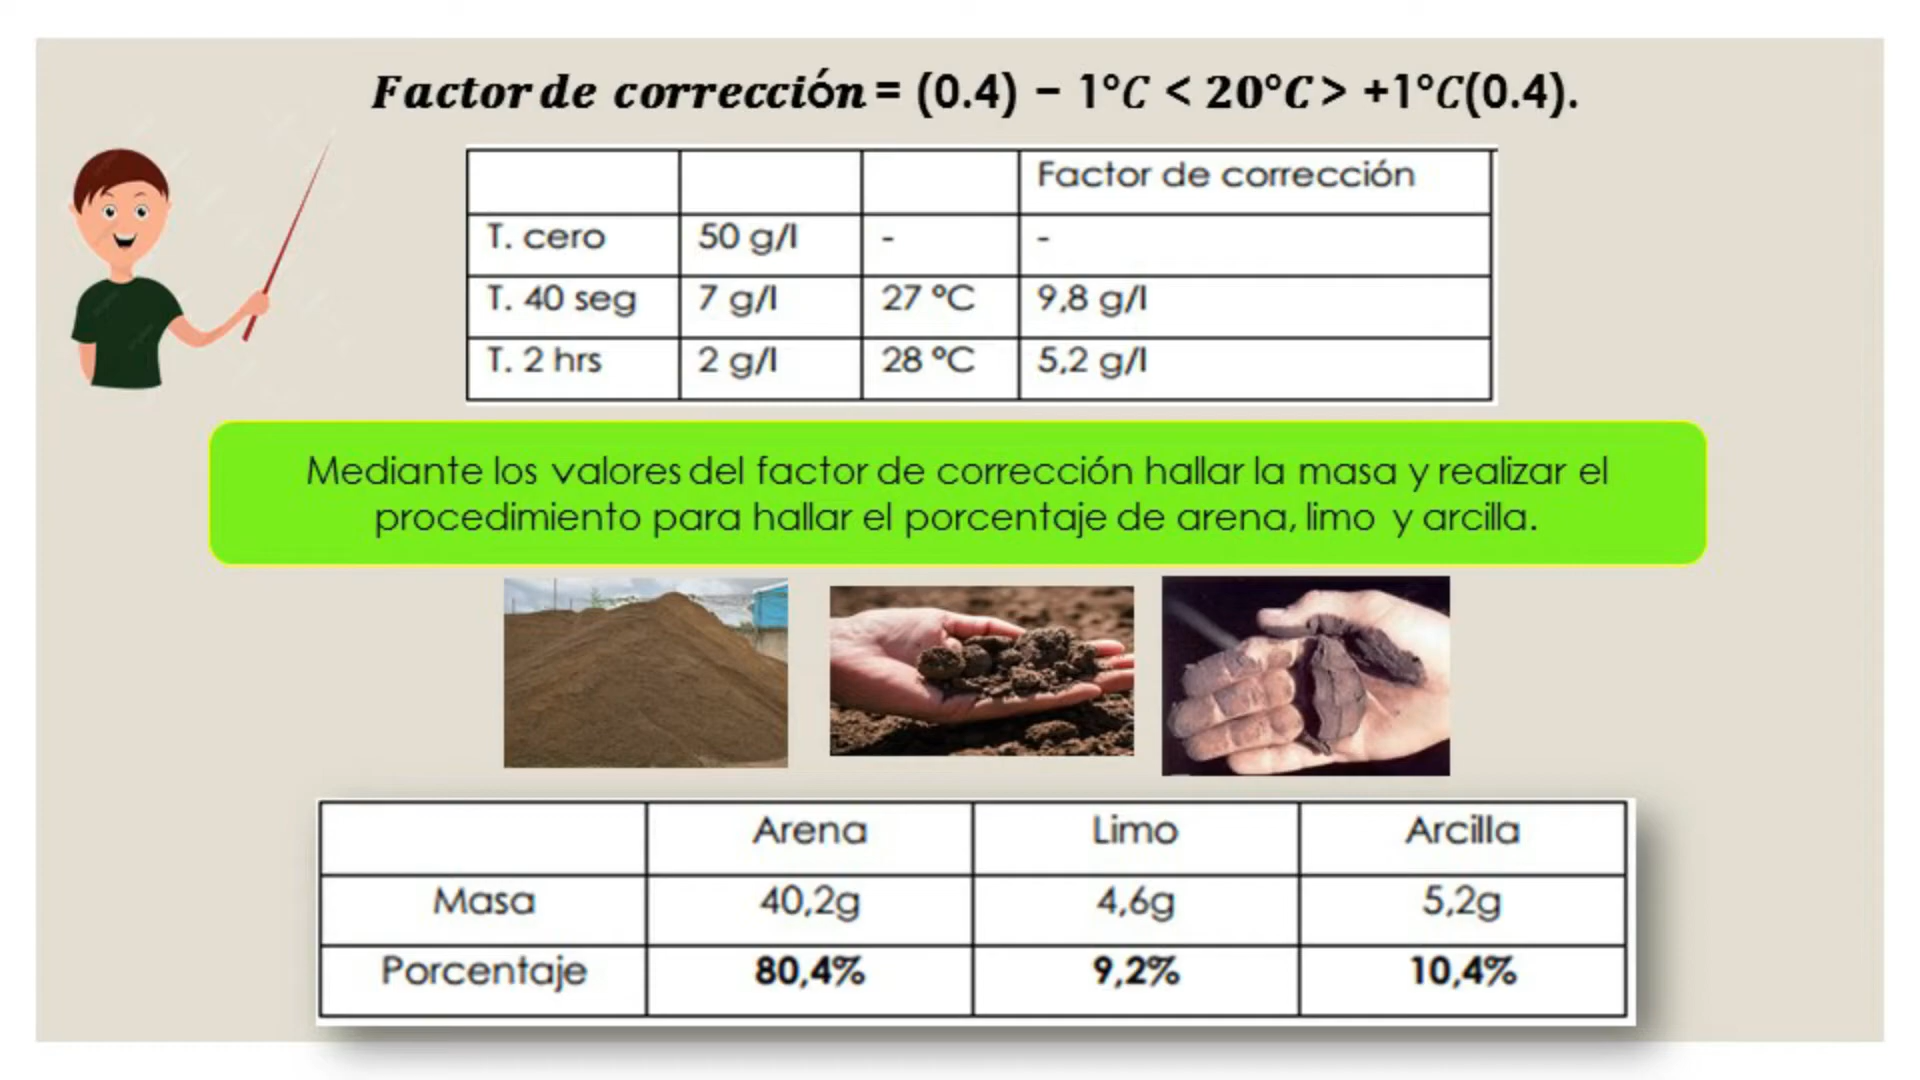 Factor de corrección = (0.4) − 1°C < 20°C > +1°C(0.4).
Factor de corrección
T. cero 50 g/l - -
T. 40 seg 7 g/l 27 ºC 9,8 g/l
T. 2 hrs 2 g/l 28 ºC 5,2 g/l
Mediante los valores del factor de corrección hallar la masa y realizar el
procedimiento para hallar el porcentaje de arena, limo y arcilla.
Arena Limo Arcilla
Masa 40,2g 4,6g 5,2g
Porcentaje 80,4% 9,2% 10,4%